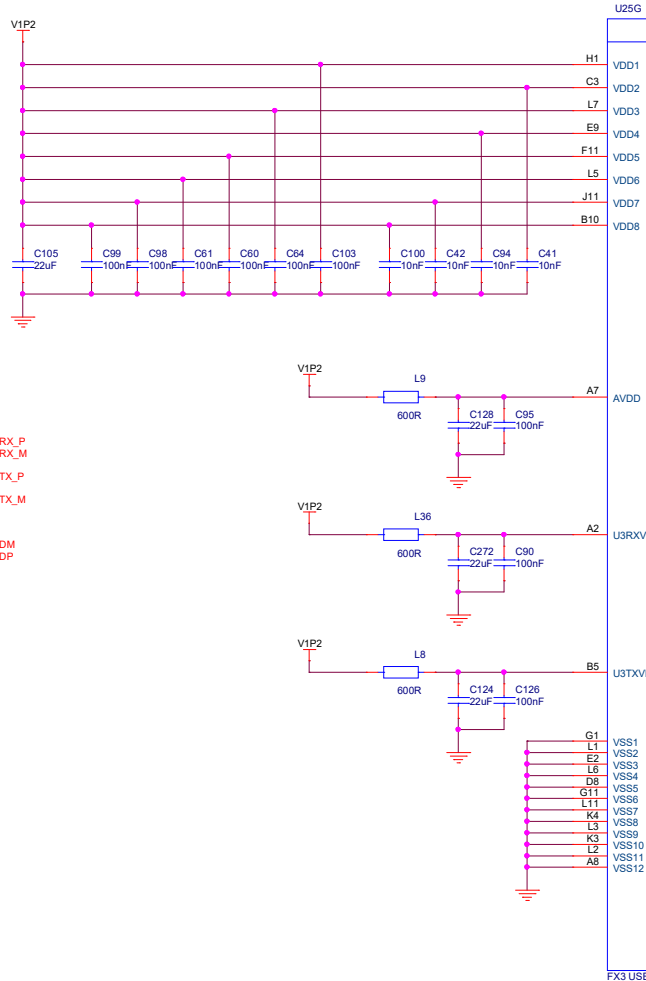 U25G
V1P2
H1 VDD1
C3 VDD2
L7 VDD3
E9 VDD4
F11 VDD5
L5 VDD6
J11 VDD7
B10 VDD8
C105 C99 C98 C61 C60 C64 C103 C100 C42 C94 C41
22uF 100nF 100nF 100nF 100nF 100nF 100nF 10nF 10nF 10nF 10nF
V1P2
L9
600R
A7 AVDD
C128 C95
22uF 100nF
RX_P
RX_M
TX_P
TX_M
DM
DP
V1P2
L36
600R
A2 U3RXV
C272 C90
22uF 100nF
V1P2
L8
600R
B5 U3TXV
C124 C126
22uF 100nF
G1 VSS1
L1 VSS2
E2 VSS3
L6 VSS4
D8 VSS5
G11 VSS6
L11 VSS7
K4 VSS8
L3 VSS9
K3 VSS10
L2 VSS11
A8 VSS12
FX3 USB